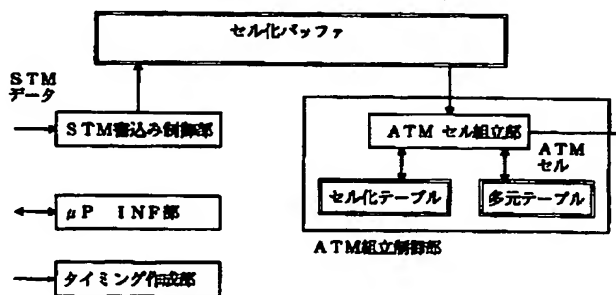 セル化バッファ
STM
データ
STM書込み制御部
ATM セル組立部
ATM
セル
セル化テーブル
多元テーブル
μP INF部
ATM組立制御部
タイミング作成部